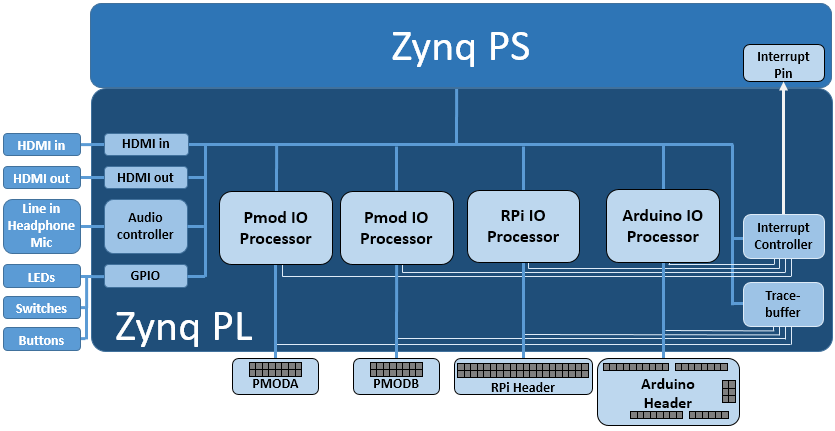 Zynq PS
Interrupt
Pin
HDMI in
HDMI in
HDMI out
HDMI out
Line in
Headphone
Mic
Audio
controller
Pmod IO
Processor
Pmod IO
Processor
RPi IO
Processor
Arduino IO
Processor
Interrupt
Controller
LEDs
GPIO
Switches
Buttons
Zynq PL
Trace-
buffer
PMODA
PMODB
RPi Header
Arduino
Header